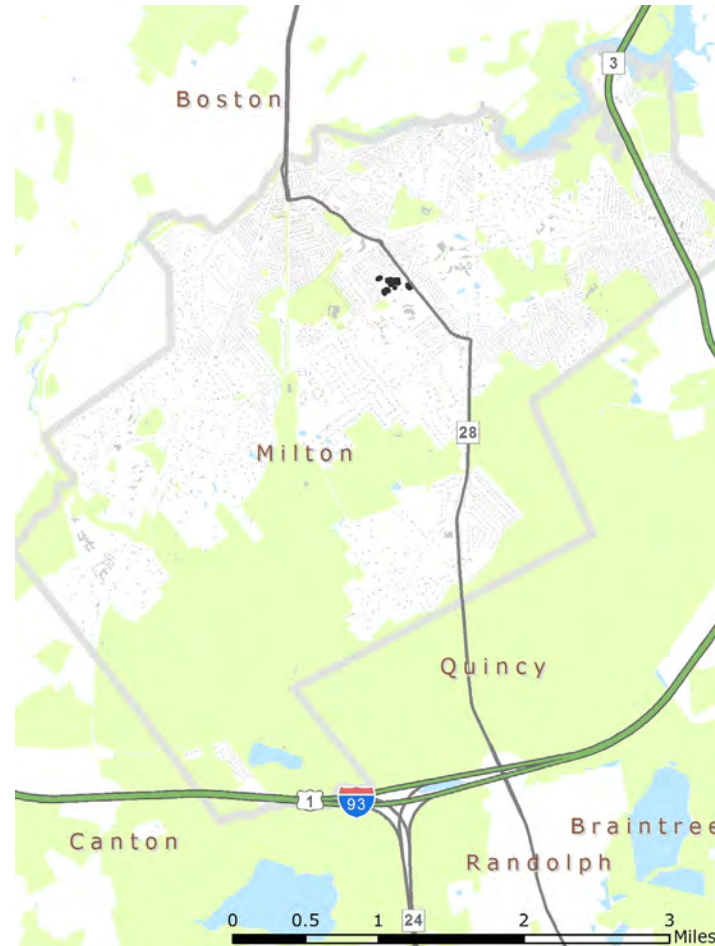 3
Boston
28
Milton
Quincy
1
93
Canton
Braintree
Randolph
24
0 0.5 1 2 3
Miles